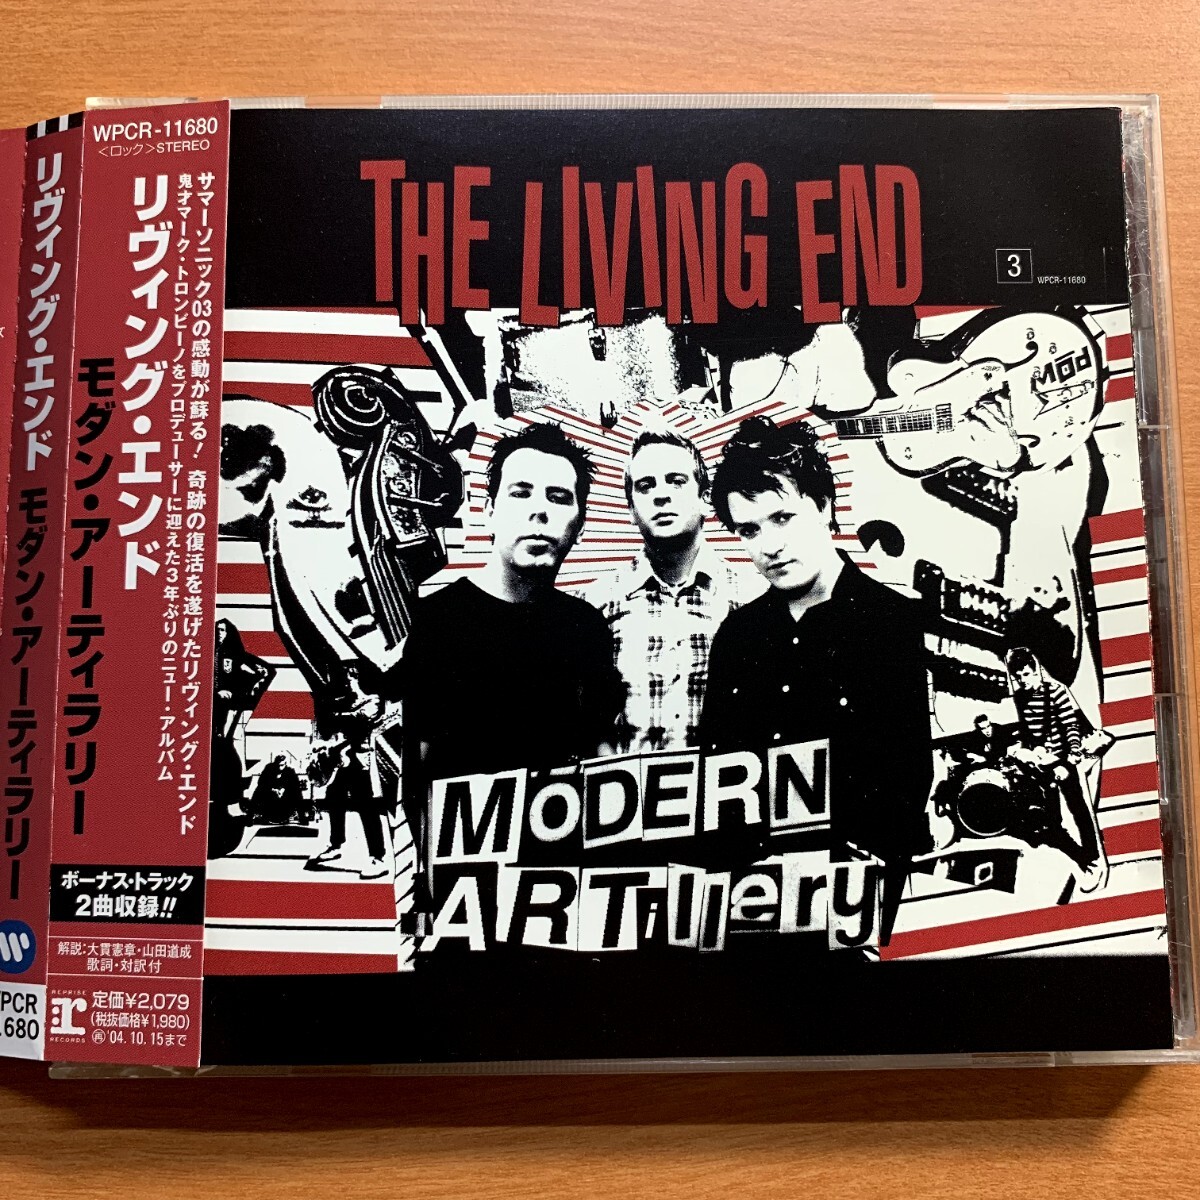 リヴィング・エンド モダン・アーティラリー
WPCR
.680
WPCR-11680
<ロック>STEREO
サマーソニック03の感動が蘇る!奇跡の復活を遂げたリヴィング・エンド
鬼才マーク・トロンビーノをプロデューサーに迎えた3年ぶりのニュー・アルバム
リヴィング・エンド
モダン・アーティラリー
ボーナス・トラック
2曲収録!!
解説:大貫憲章・山田道成
歌詞・対訳付
REPRISE
r
RECORDS
定価¥2,079
(税抜価格¥1,980)
再'04.10.15まで
THE LIVING END
3
WPCR-11680
MOD
MODERN
ARTillery